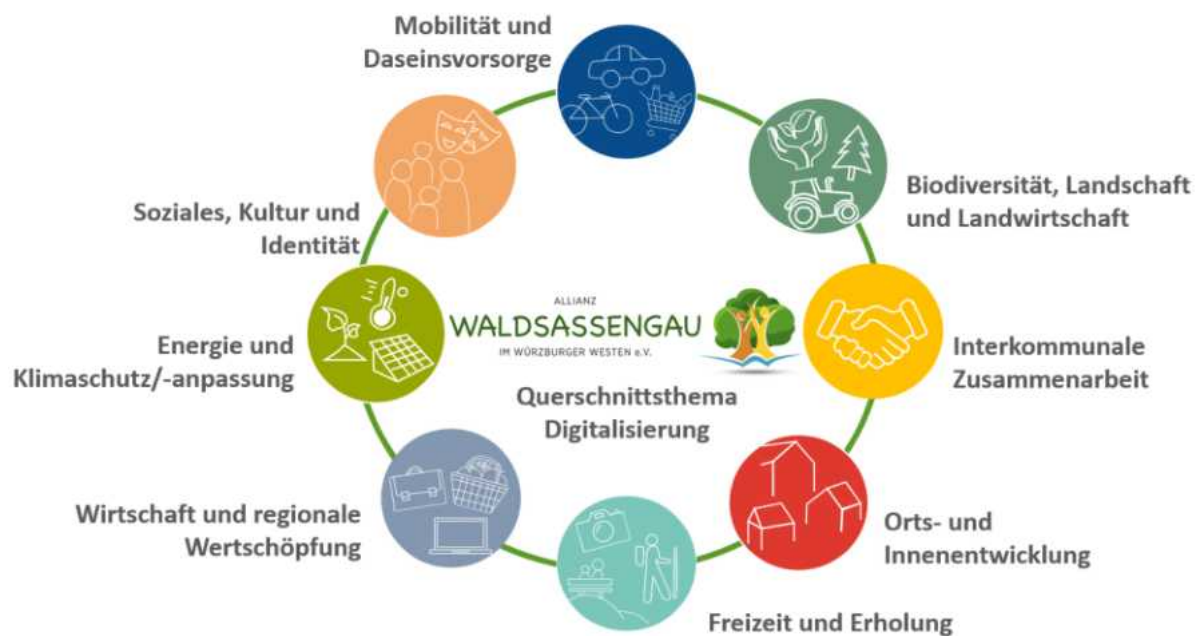 Mobilität und
Daseinsvorsorge
Biodiversität, Landschaft
und Landwirtschaft
Soziales, Kultur und
Identität
ALLIANZ
WALDSASSENGAU
IM WÜRZBURGER WESTEN e.V.
Interkommunale
Zusammenarbeit
Energie und
Klimaschutz/-anpassung
Querschnittsthema
Digitalisierung
Wirtschaft und regionale
Wertschöpfung
Orts- und
Innenentwicklung
Freizeit und Erholung